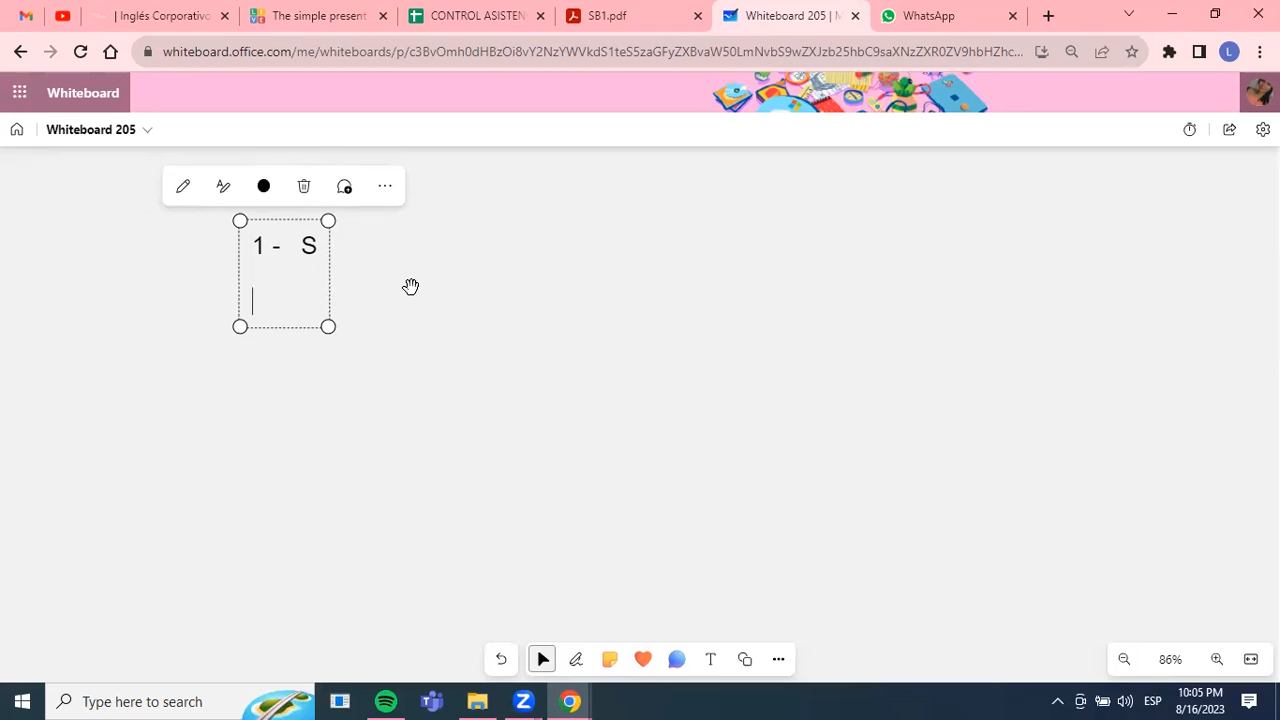 | Inglés Corporativo
The simple present
CONTROL ASISTEN
SB1.pdf
Whiteboard 205 | M
WhatsApp
whiteboard.office.com/me/whiteboards/p/c3BvOmh0dHBzOi8vY2NzYWVkdS1teS5zaGFyZXBvaW50LmNvbS9wZXJzb25hbC9saXNzZXR0ZV9hbHZhc...
L
Whiteboard
Whiteboard 205
1 - S
T
86%
Type here to search
ESP
10:05 PM
8/16/2023